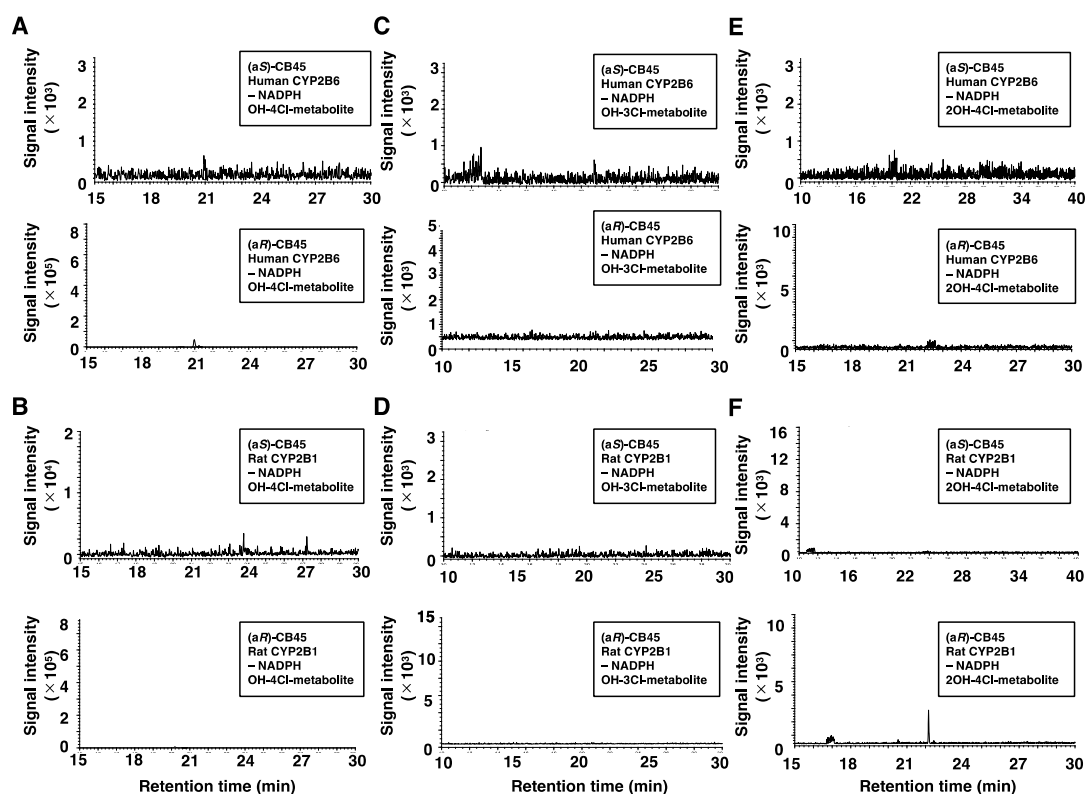 A
Signal intensity
(×10³)
3
2
1
0
(aS)-CB45
Human CYP2B6
– NADPH
OH-4Cl-metabolite
15 18 21 24 27 30
Signal intensity
(×10⁵)
8
6
4
2
0
(aR)-CB45
Human CYP2B6
– NADPH
OH-4Cl-metabolite
15 18 21 24 27 30
C
Signal intensity
(×10³)
3
2
1
0
(aS)-CB45
Human CYP2B6
– NADPH
OH-3Cl-metabolite
Signal intensity
(×10³)
5
4
3
2
1
0
(aR)-CB45
Human CYP2B6
– NADPH
OH-3Cl-metabolite
10 15 20 25 30
E
Signal intensity
(×10³)
3
2
1
0
(aS)-CB45
Human CYP2B6
– NADPH
2OH-4Cl-metabolite
10 16 22 28 34 40
Signal intensity
(×10³)
10
5
0
(aR)-CB45
Human CYP2B6
– NADPH
2OH-4Cl-metabolite
15 18 21 24 27 30
B
Signal intensity
(×10⁴)
2
1
0
(aS)-CB45
Rat CYP2B1
– NADPH
OH-4Cl-metabolite
15 18 21 24 27 30
Signal intensity
(×10⁵)
8
6
4
2
0
(aR)-CB45
Rat CYP2B1
– NADPH
OH-4Cl-metabolite
15 18 21 24 27 30
Retention time (min)
D
Signal intensity
(×10³)
3
2
1
0
(aS)-CB45
Rat CYP2B1
– NADPH
OH-3Cl-metabolite
10 15 20 25 30
Signal intensity
(×10³)
15
10
5
0
(aR)-CB45
Rat CYP2B1
– NADPH
OH-3Cl-metabolite
10 14 18 22 26 30
Retention time (min)
F
Signal intensity
(×10³)
16
12
8
4
0
(aS)-CB45
Rat CYP2B1
– NADPH
2OH-4Cl-metabolite
10 16 22 28 34 40
Signal intensity
(×10³)
10
5
0
(aR)-CB45
Rat CYP2B1
– NADPH
2OH-4Cl-metabolite
15 18 21 24 27 30
Retention time (min)